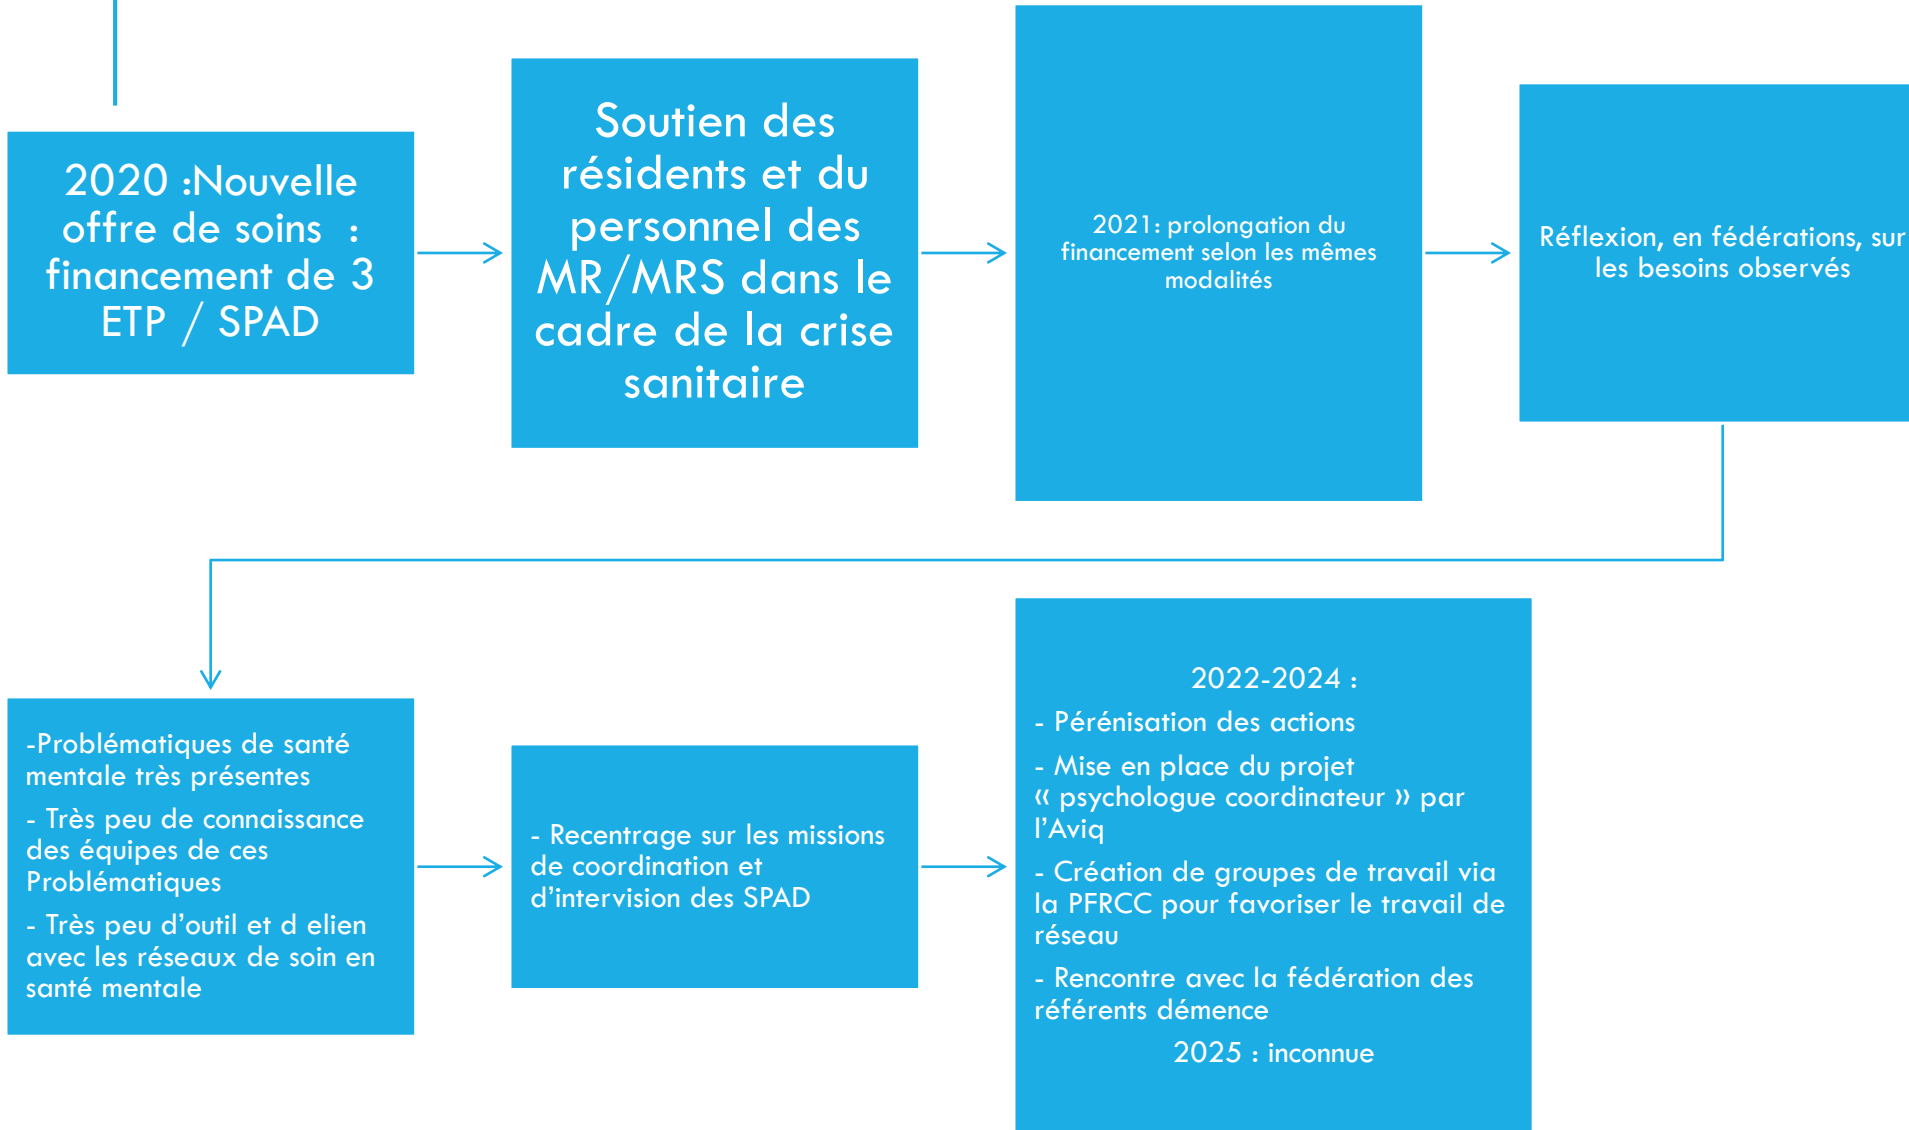 2020 :Nouvelle
offre de soins  :
financement de 3
ETP / SPAD
Soutien des
résidents et du
personnel des
MR/MRS dans le
cadre de la crise
sanitaire
2021: prolongation du
financement selon les mêmes
modalités
Réflexion, en fédérations, sur
les besoins observés
-Problématiques de santé
mentale très présentes
- Très peu de connaissance
des équipes de ces
Problématiques
- Très peu d'outil et d elien
avec les réseaux de soin en
santé mentale
- Recentrage sur les missions
de coordination et
d'intervision des SPAD
2022-2024 :
- Pérénisation des actions
- Mise en place du projet
« psychologue coordinateur » par
l'Aviq
- Création de groupes de travail via
la PFRCC pour favoriser le travail de
réseau
- Rencontre avec la fédération des
référents démence
2025 : inconnue